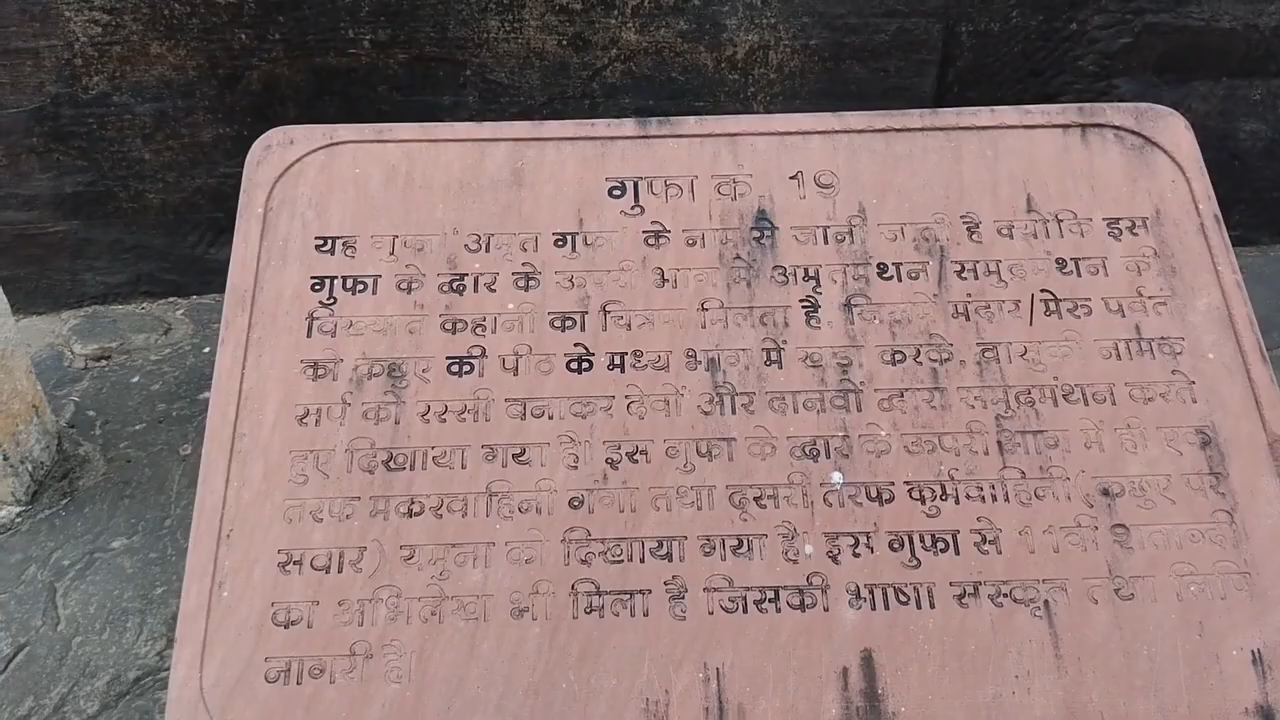 गुफा कं. 19
यह गुफा 'अमृत गुफा' के नाम से जानी जाती है क्योंकि इस
गुफा के द्वार के ऊपरी भाग में अमृतमंथन/समुद्रमंथन की
विख्यात कहानी का चित्रण मिलता है, जिसमें मंदार/मेरु पर्वत
को कछुए की पीठ के मध्य भाग में खड़ा करके, वासुकी नामक
सर्प को रस्सी बनाकर देवों और दानवों द्वारा समुद्रमंथन करते
हुए दिखाया गया है। इस गुफा के द्वार के ऊपरी भाग में ही एक
तरफ मकरवाहिनी गंगा तथा दूसरी तरफ कुर्मवाहिनी (कछुए पर
सवार) यमुना को दिखाया गया है। इस गुफा से 11वी शताब्दी
का अभिलेख भी मिला है जिसकी भाषा संस्कृत तथा लिपि
नागरी है।